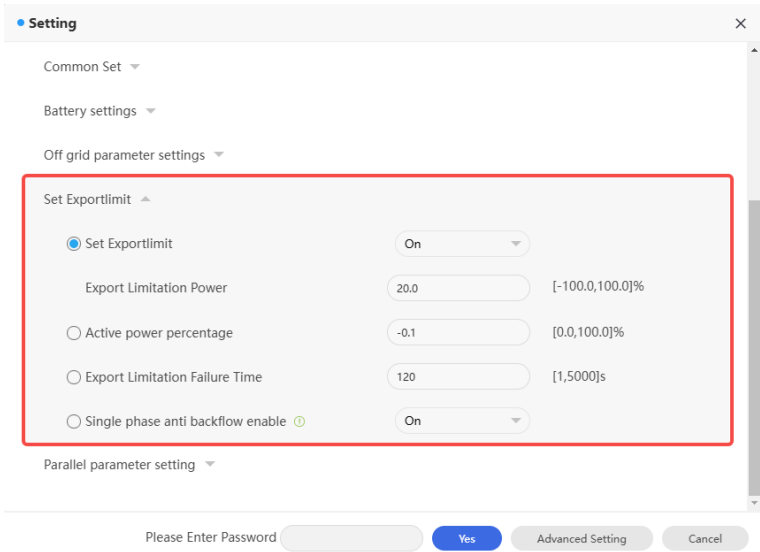 Setting
Common Set
Battery settings
Off grid parameter settings
Set Exportlimit
Set Exportlimit On
Export Limitation Power 20.0 [-100.0,100.0]%
Active power percentage -0.1 [0.0,100.0]%
Export Limitation Failure Time 120 [1,5000]s
Single phase anti backflow enable On
Parallel parameter setting
Please Enter Password Yes Advanced Setting Cancel